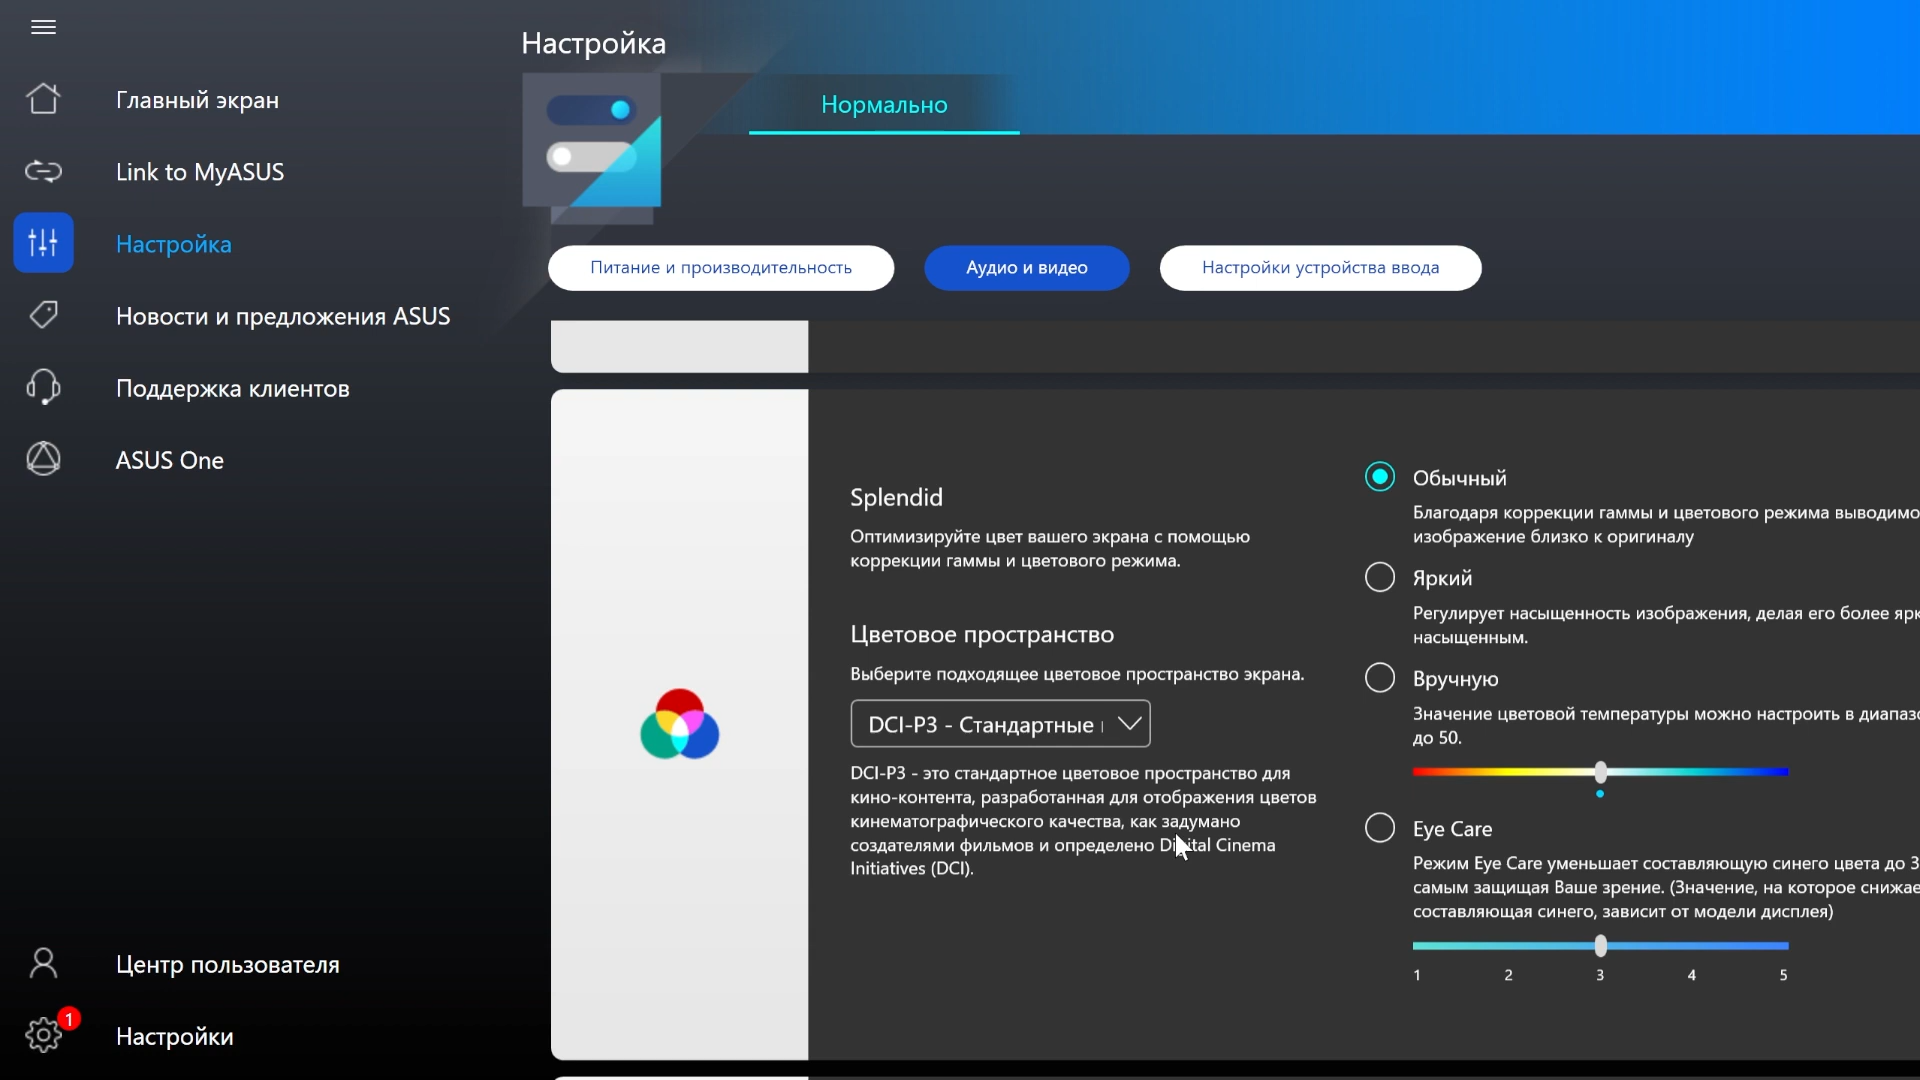 Настройка
Главный экран
Нормально
Link to MyASUS
Настройка
Питание и производительность
Аудио и видео
Настройки устройства ввода
Новости и предложения ASUS
Поддержка клиентов
ASUS One
Splendid
Оптимизируйте цвет вашего экрана с помощью
коррекции гаммы и цветового режима.
Цветовое пространство
Выберите подходящее цветовое пространство экрана.
DCI-P3 - Стандартные
DCI-P3 - это стандартное цветовое пространство для
кино-контента, разработанная для отображения цветов
кинематографического качества, как задумано
создателями фильмов и определено Digital Cinema
Initiatives (DCI).
Обычный
Благодаря коррекции гаммы и цветового режима выводимо
изображение близко к оригиналу
Яркий
Регулирует насыщенность изображения, делая его более ярк
насыщенным.
Вручную
Значение цветовой температуры можно настроить в диапазо
до 50.
Eye Care
Режим Eye Care уменьшает составляющую синего цвета до 3
самым защищая Ваше зрение. (Значение, на которое снижае
составляющая синего, зависит от модели дисплея)
1 2 3 4 5
Центр пользователя
1
Настройки